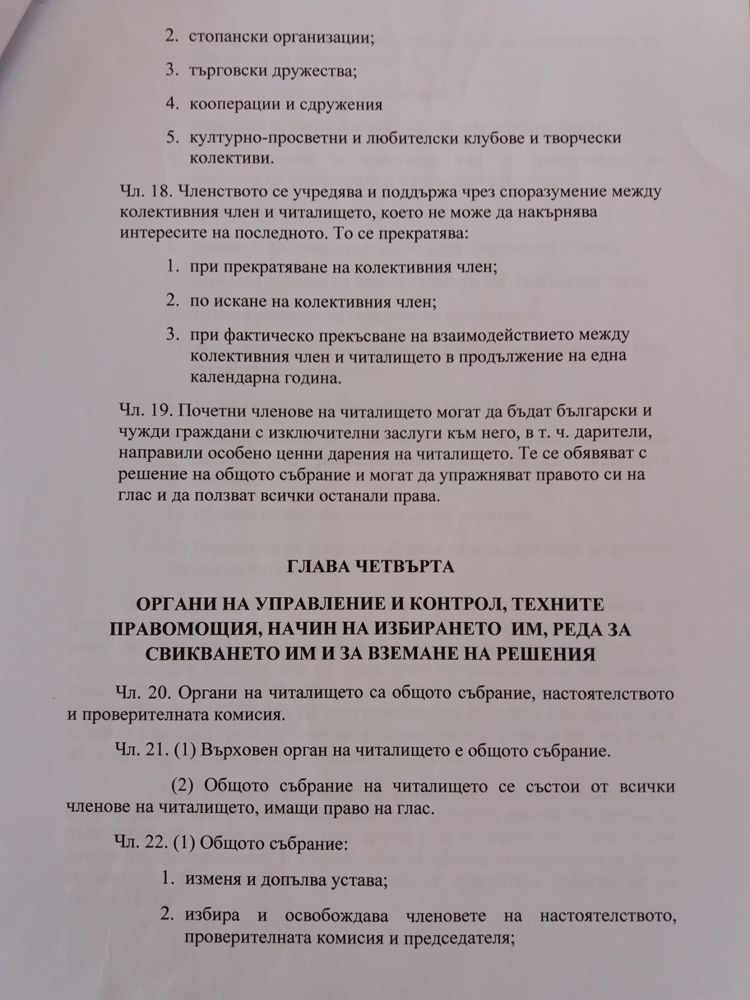 2. стопански организации;
3. търговски дружества;
4. кооперации и сдружения
5. културно-просветни и любителски клубове и творчески
колективи.
Чл. 18. Членството се учредява и поддържа чрез споразумение между
колективния член и читалището, което не може да накърнява
интересите на последното. То се прекратява:
1. при прекратяване на колективния член;
2. по искане на колективния член;
3. при фактическо прекъсване на взаимодействието между
колективния член и читалището в продължение на една
календарна година.
Чл. 19. Почетни членове на читалището могат да бъдат български и
чужди граждани с изключителни заслуги към него, в т. ч. дарители,
направили особено ценни дарения на читалището. Те се обявяват с
решение на общото събрание и могат да упражняват правото си на
глас и да ползват всички останали права.
ГЛАВА ЧЕТВЪРТА
ОРГАНИ НА УПРАВЛЕНИЕ И КОНТРОЛ, ТЕХНИТЕ
ПРАВОМОЩИЯ, НАЧИН НА ИЗБИРАНЕТО ИМ, РЕДА ЗА
СВИКВАНЕТО ИМ И ЗА ВЗЕМАНЕ НА РЕШЕНИЯ
Чл. 20. Органи на читалището са общото събрание, настоятелството
и проверителната комисия.
Чл. 21. (1) Върховен орган на читалището е общото събрание.
(2) Общото събрание на читалището се състои от всички
членове на читалището, имащи право на глас.
Чл. 22. (1) Общото събрание:
1. изменя и допълва устава;
2. избира и освобождава членовете на настоятелството,
проверителната комисия и председателя;